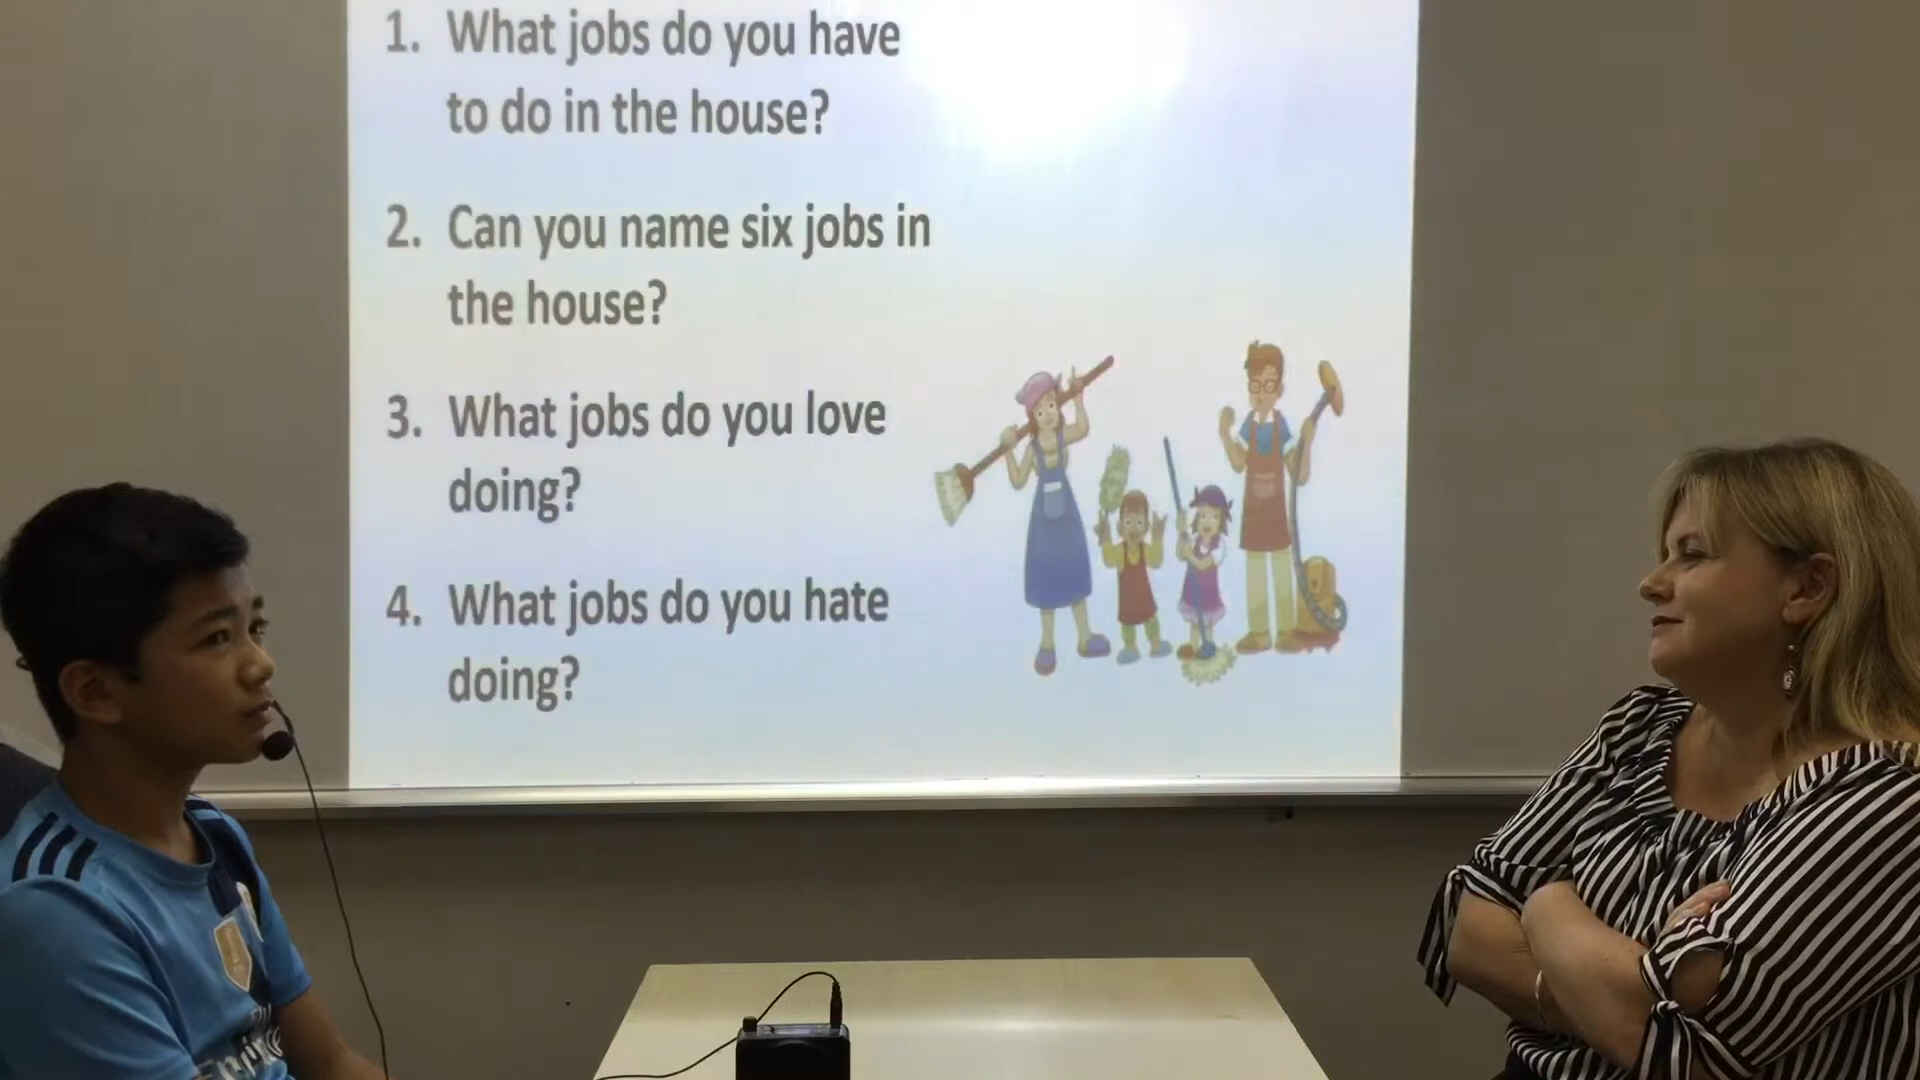 1. What jobs do you have
to do in the house?
2. Can you name six jobs in
the house?
3. What jobs do you love
doing?
4. What jobs do you hate
doing?